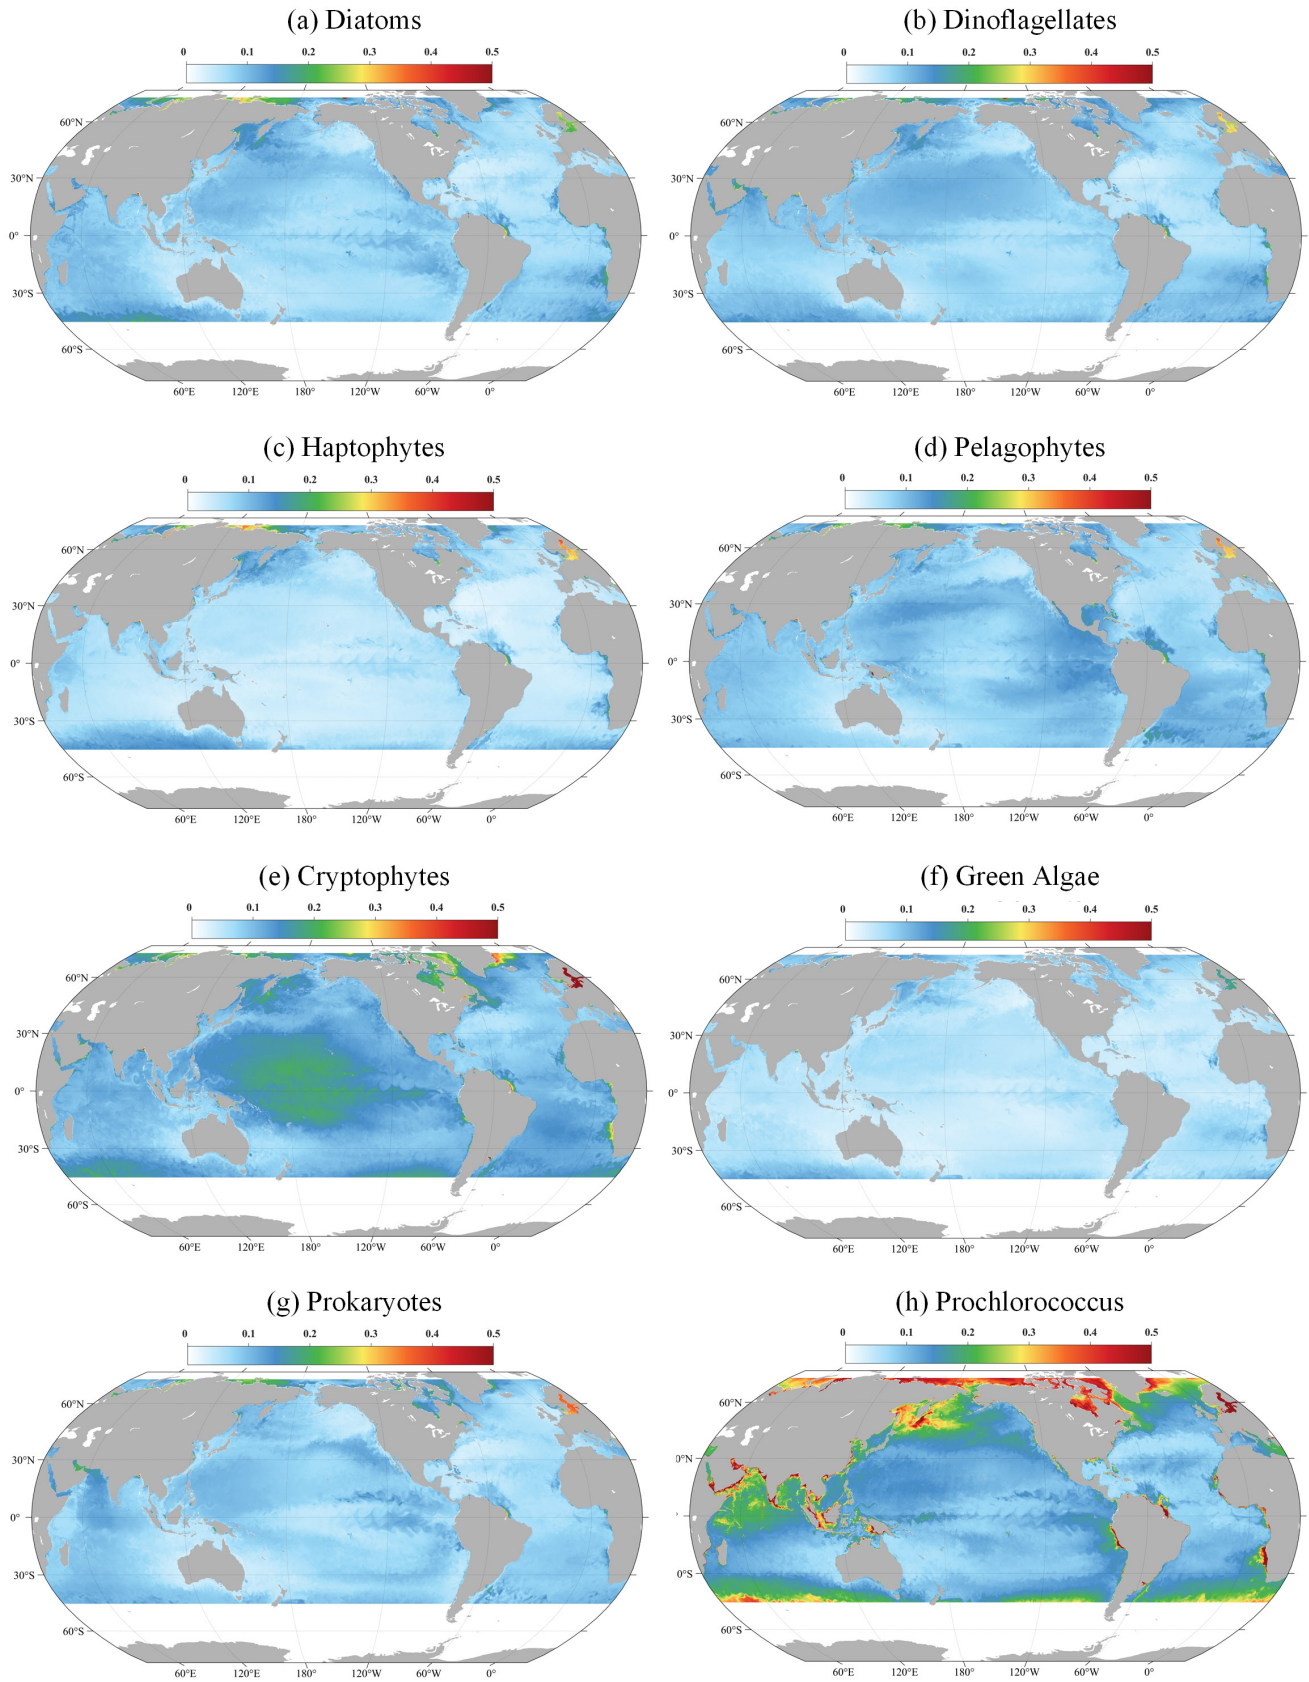 (a) Diatoms
(b) Dinoflagellates
0 0.1 0.2 0.3 0.4 0.5
0 0.1 0.2 0.3 0.4 0.5
60°N
30°N
0°
30°S
60°S
60°E 120°E 180° 120°W 60°W 0°
60°N
30°N
0°
30°S
60°S
60°E 120°E 180° 120°W 60°W 0°
(c) Haptophytes
(d) Pelagophytes
0 0.1 0.2 0.3 0.4 0.5
0 0.1 0.2 0.3 0.4 0.5
60°N
30°N
0°
30°S
60°S
60°E 120°E 180° 120°W 60°W 0°
60°N
30°N
0°
30°S
60°S
60°E 120°E 180° 120°W 60°W 0°
(e) Cryptophytes
(f) Green Algae
0 0.1 0.2 0.3 0.4 0.5
0 0.1 0.2 0.3 0.4 0.5
60°N
30°N
0°
30°S
60°S
60°E 120°E 180° 120°W 60°W 0°
60°N
30°N
0°
30°S
60°S
60°E 120°E 180° 120°W 60°W 0°
(g) Prokaryotes
(h) Prochlorococcus
0 0.1 0.2 0.3 0.4 0.5
0 0.1 0.2 0.3 0.4 0.5
60°N
30°N
0°
30°S
60°S
60°E 120°E 180° 120°W 60°W 0°
60°N
0°N
°
0°S
60°S
60°E 120°E 180° 120°W 60°W 0°